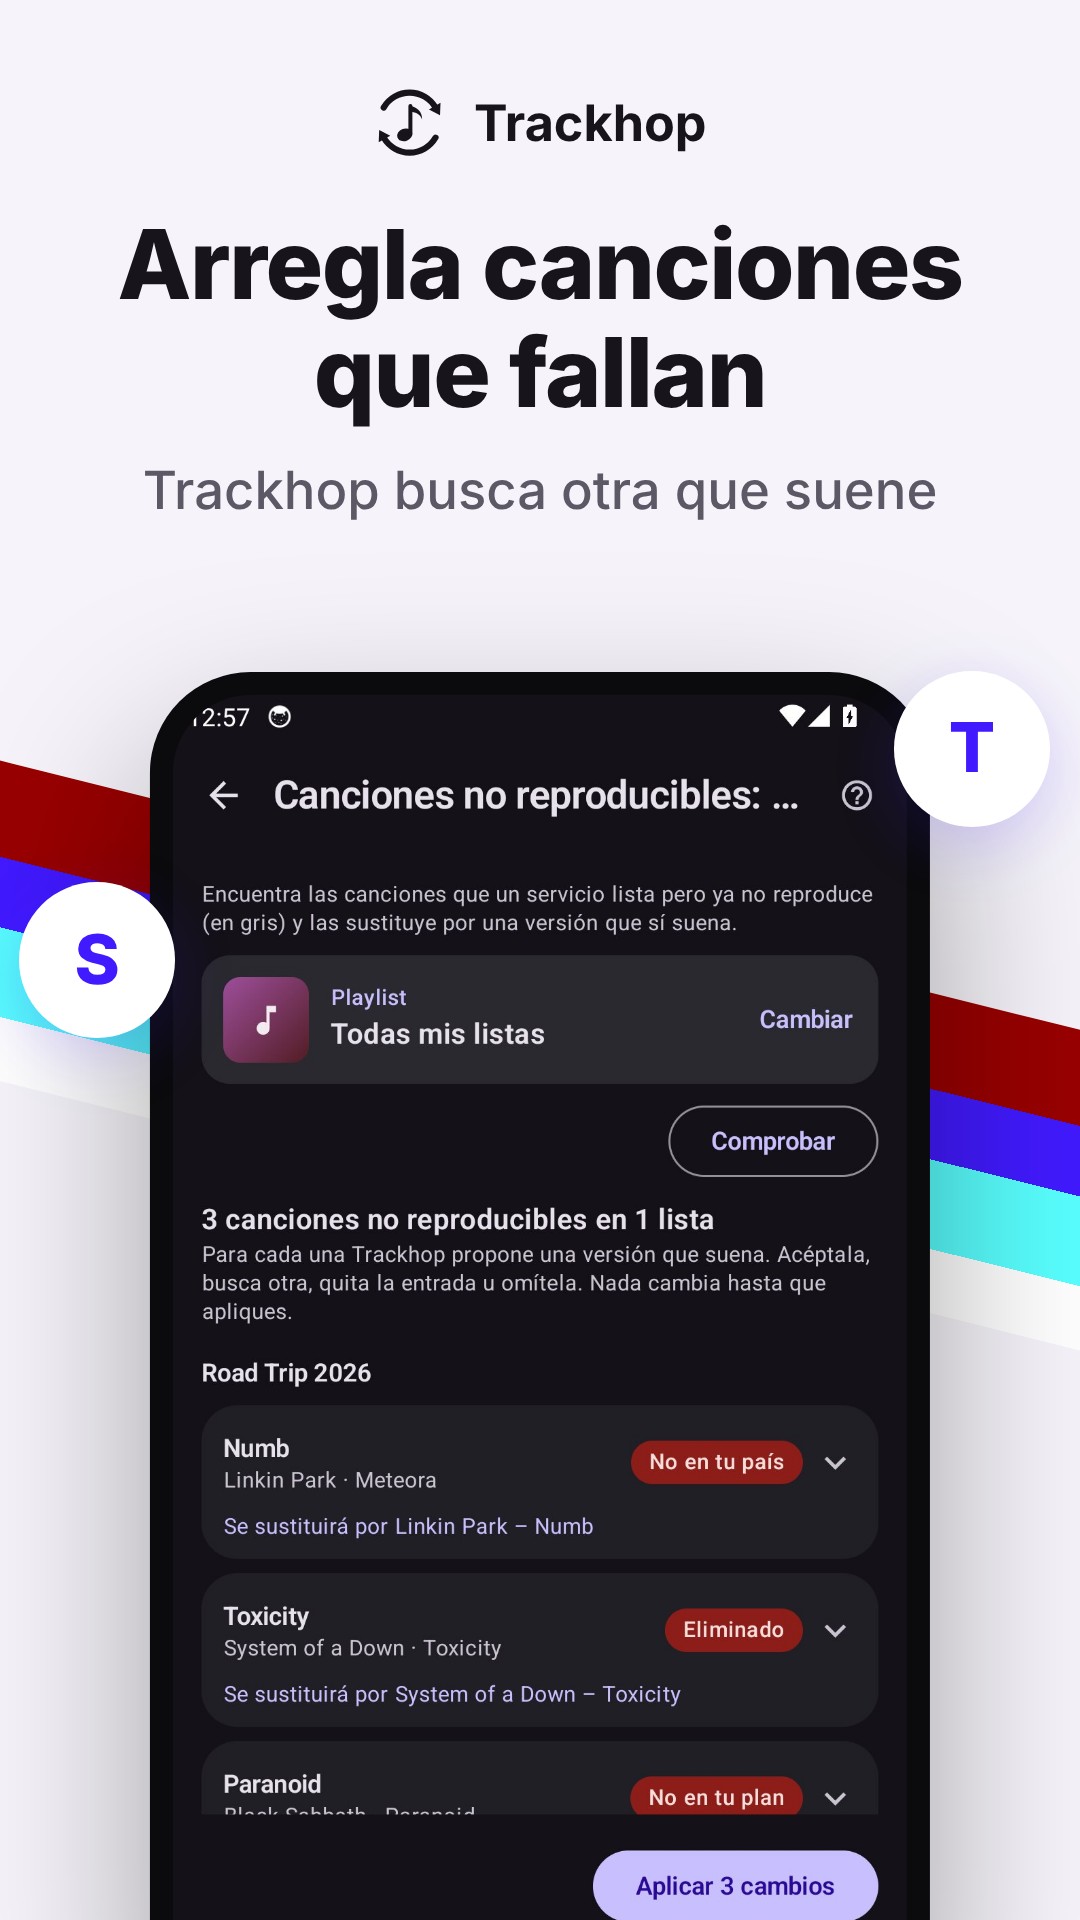 Trackhop
Arregla canciones
que fallan
Trackhop busca otra que suene
T
S
2:57
Canciones no reproducibles: ...
Encuentra las canciones que un servicio lista pero ya no reproduce
(en gris) y las sustituye por una versión que sí suena.
Playlist
Todas mis listas
Cambiar
Comprobar
3 canciones no reproducibles en 1 lista
Para cada una Trackhop propone una versión que suena. Acéptala,
busca otra, quita la entrada u omítela. Nada cambia hasta que
apliques.
Road Trip 2026
Numb
Linkin Park · Meteora
No en tu país
Se sustituirá por Linkin Park – Numb
Toxicity
System of a Down · Toxicity
Eliminado
Se sustituirá por System of a Down – Toxicity
Paranoid
Black Sabbath · Paranoid
No en tu plan
Aplicar 3 cambios